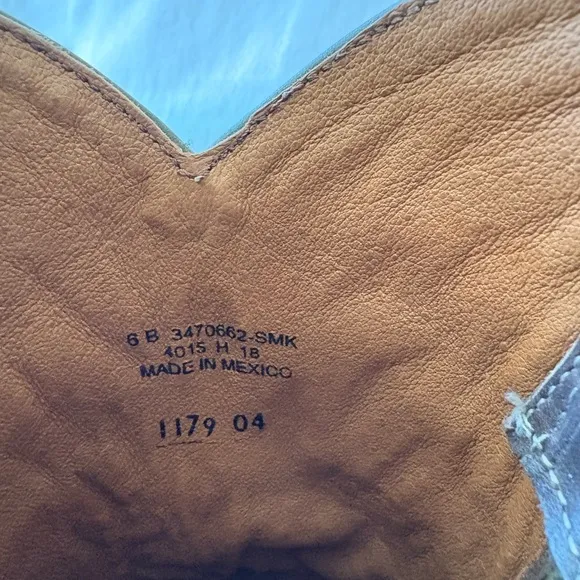 6 B 3470662-SMK
4015 H 18
MADE IN MEXICO
1179 04